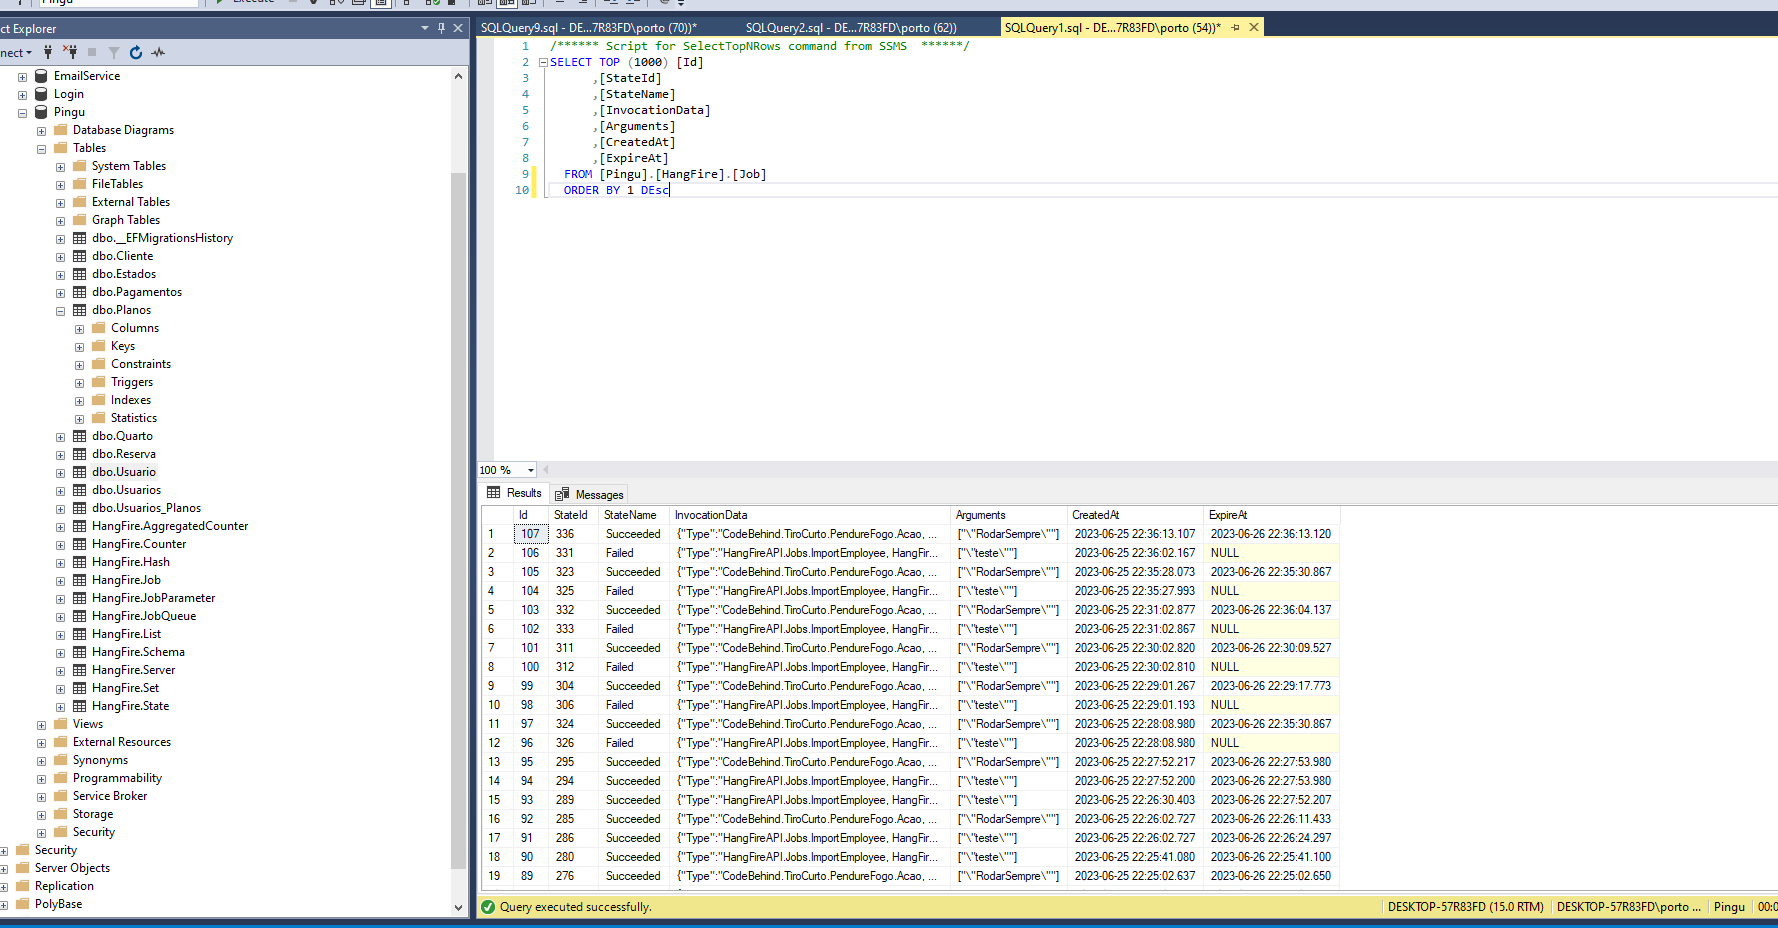 Pingu Execute
ct Explorer
nect
EmailService
Login
Pingu
Database Diagrams
Tables
System Tables
FileTables
External Tables
Graph Tables
dbo.__EFMigrationsHistory
dbo.Cliente
dbo.Estados
dbo.Pagamentos
dbo.Planos
Columns
Keys
Constraints
Triggers
Indexes
Statistics
dbo.Quarto
dbo.Reserva
dbo.Usuario
dbo.Usuarios
dbo.Usuarios_Planos
HangFire.AggregatedCounter
HangFire.Counter
HangFire.Hash
HangFire.Job
HangFire.JobParameter
HangFire.JobQueue
HangFire.List
HangFire.Schema
HangFire.Server
HangFire.Set
HangFire.State
Views
External Resources
Synonyms
Programmability
Service Broker
Storage
Security
Security
Server Objects
Replication
PolyBase
SQLQuery9.sql - DE...7R83FD\porto (70))* SQLQuery2.sql - DE...7R83FD\porto (62)) SQLQuery1.sql - DE...7R83FD\porto (54))*
1 /****** Script for SelectTopNRows command from SSMS ******/
2 SELECT TOP (1000) [Id]
3 ,[StateId]
4 ,[StateName]
5 ,[InvocationData]
6 ,[Arguments]
7 ,[CreatedAt]
8 ,[ExpireAt]
9 FROM [Pingu].[HangFire].[Job]
10 ORDER BY 1 DEsc
100 %
Results Messages
Id StateId StateName InvocationData Arguments CreatedAt ExpireAt
1 107 336 Succeeded {"Type":"CodeBehind.TiroCurto.PendureFogo.Acao, ... ["\"RodarSempre\""] 2023-06-25 22:36:13.107 2023-06-26 22:36:13.120
2 106 331 Failed {"Type":"HangFireAPI.Jobs.ImportEmployee, HangFir... ["\"teste\""] 2023-06-25 22:36:02.167 NULL
3 105 323 Succeeded {"Type":"CodeBehind.TiroCurto.PendureFogo.Acao, ... ["\"RodarSempre\""] 2023-06-25 22:35:28.073 2023-06-26 22:35:30.867
4 104 325 Failed {"Type":"HangFireAPI.Jobs.ImportEmployee, HangFir... ["\"teste\""] 2023-06-25 22:35:27.993 NULL
5 103 332 Succeeded {"Type":"CodeBehind.TiroCurto.PendureFogo.Acao, ... ["\"RodarSempre\""] 2023-06-25 22:31:02.877 2023-06-26 22:36:04.137
6 102 333 Failed {"Type":"HangFireAPI.Jobs.ImportEmployee, HangFir... ["\"teste\""] 2023-06-25 22:31:02.867 NULL
7 101 311 Succeeded {"Type":"CodeBehind.TiroCurto.PendureFogo.Acao, ... ["\"RodarSempre\""] 2023-06-25 22:30:02.820 2023-06-26 22:30:09.527
8 100 312 Failed {"Type":"HangFireAPI.Jobs.ImportEmployee, HangFir... ["\"teste\""] 2023-06-25 22:30:02.810 NULL
9 99 304 Succeeded {"Type":"CodeBehind.TiroCurto.PendureFogo.Acao, ... ["\"RodarSempre\""] 2023-06-25 22:29:01.267 2023-06-26 22:29:17.773
10 98 306 Failed {"Type":"HangFireAPI.Jobs.ImportEmployee, HangFir... ["\"teste\""] 2023-06-25 22:29:01.193 NULL
11 97 324 Succeeded {"Type":"CodeBehind.TiroCurto.PendureFogo.Acao, ... ["\"RodarSempre\""] 2023-06-25 22:28:08.980 2023-06-26 22:35:30.867
12 96 326 Failed {"Type":"HangFireAPI.Jobs.ImportEmployee, HangFir... ["\"teste\""] 2023-06-25 22:28:08.980 NULL
13 95 295 Succeeded {"Type":"CodeBehind.TiroCurto.PendureFogo.Acao, ... ["\"RodarSempre\""] 2023-06-25 22:27:52.217 2023-06-26 22:27:53.980
14 94 294 Succeeded {"Type":"HangFireAPI.Jobs.ImportEmployee, HangFir... ["\"teste\""] 2023-06-25 22:27:52.200 2023-06-26 22:27:53.980
15 93 289 Succeeded {"Type":"HangFireAPI.Jobs.ImportEmployee, HangFir... ["\"teste\""] 2023-06-25 22:26:30.403 2023-06-26 22:27:52.207
16 92 285 Succeeded {"Type":"CodeBehind.TiroCurto.PendureFogo.Acao, ... ["\"RodarSempre\""] 2023-06-25 22:26:02.727 2023-06-26 22:26:11.433
17 91 286 Succeeded {"Type":"HangFireAPI.Jobs.ImportEmployee, HangFir... ["\"teste\""] 2023-06-25 22:26:02.727 2023-06-26 22:26:24.297
18 90 280 Succeeded {"Type":"HangFireAPI.Jobs.ImportEmployee, HangFir... ["\"teste\""] 2023-06-25 22:25:41.080 2023-06-26 22:25:41.100
19 89 276 Succeeded {"Type":"CodeBehind.TiroCurto.PendureFogo.Acao, ... ["\"RodarSempre\""] 2023-06-25 22:25:02.637 2023-06-26 22:25:02.650
Query executed successfully. DESKTOP-57R83FD (15.0 RTM) DESKTOP-57R83FD\porto ... Pingu 00:0